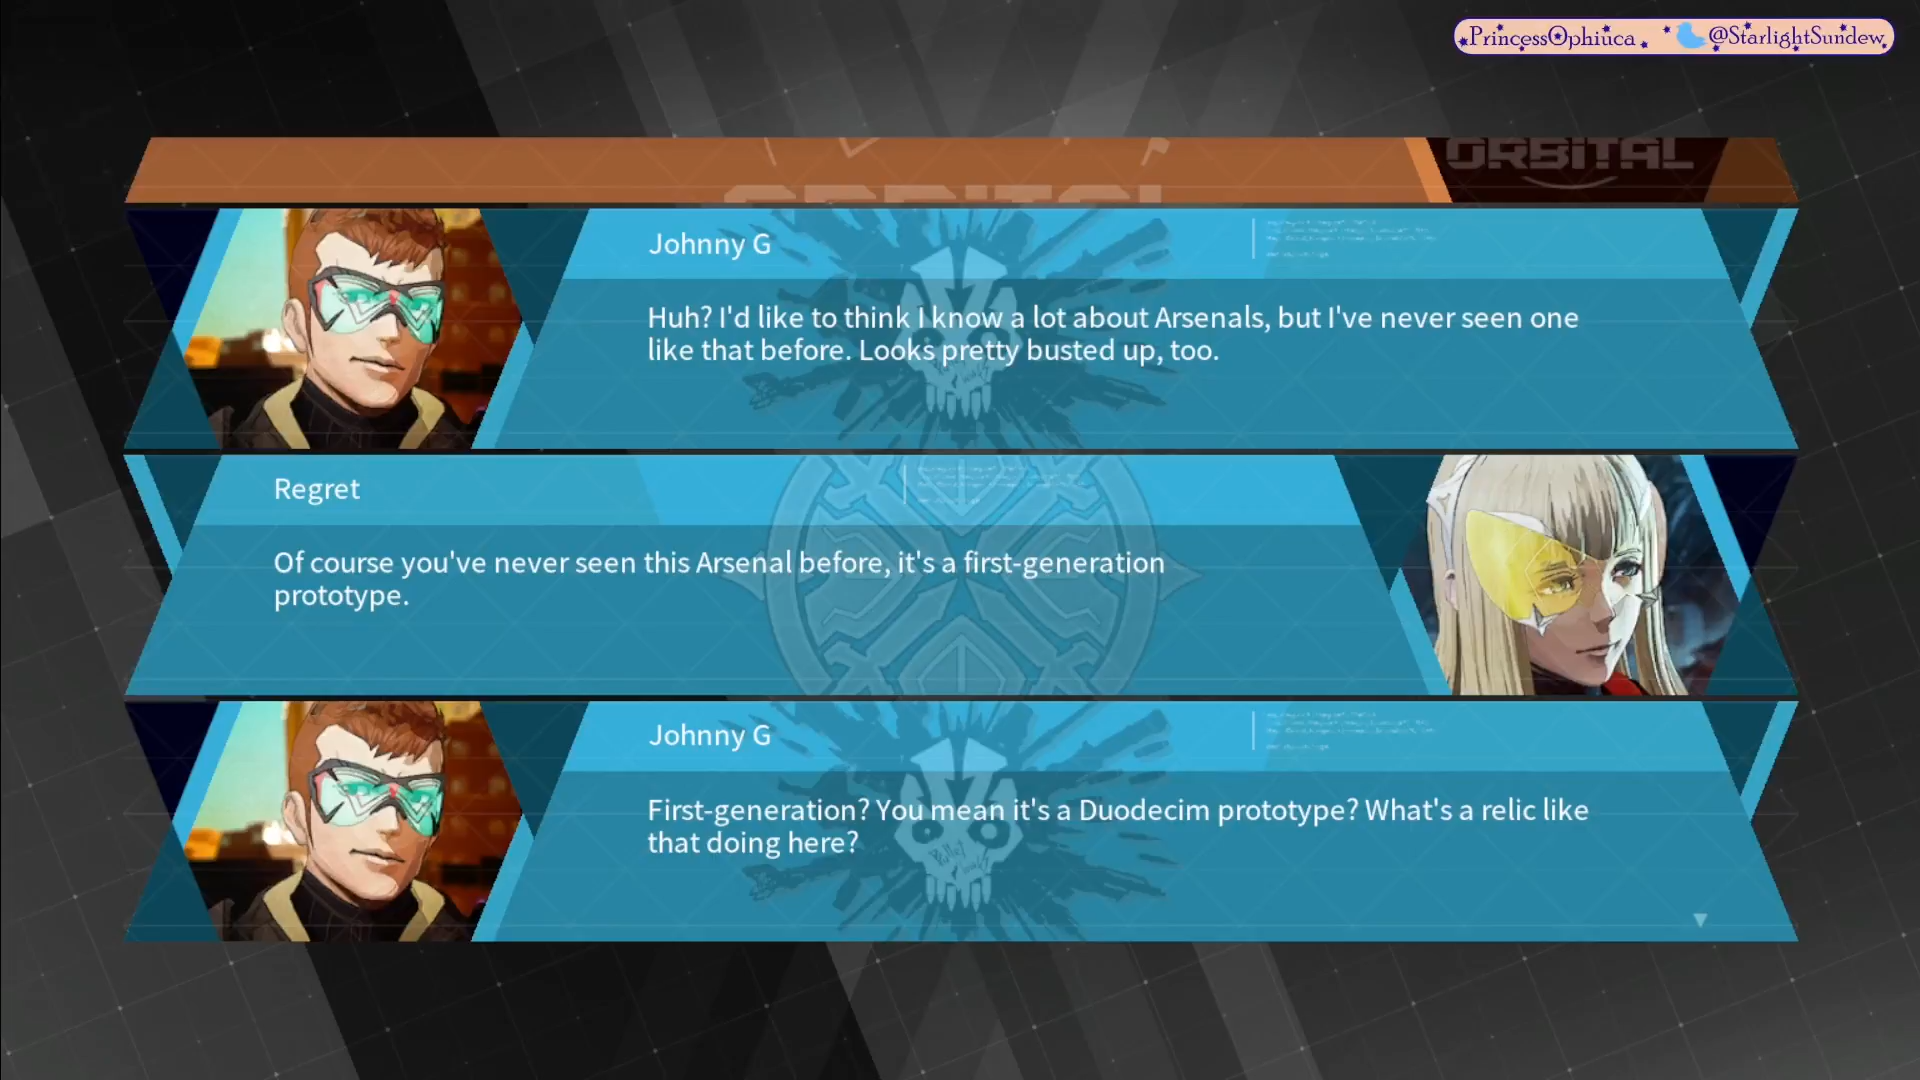 PrincessOphiuca @StarlightSundew
ORBITAL
ORBITAL
Johnny G
Huh? I'd like to think I know a lot about Arsenals, but I've never seen one
like that before. Looks pretty busted up, too.
Regret
Of course you've never seen this Arsenal before, it's a first-generation
prototype.
Johnny G
First-generation? You mean it's a Duodecim prototype? What's a relic like
that doing here?